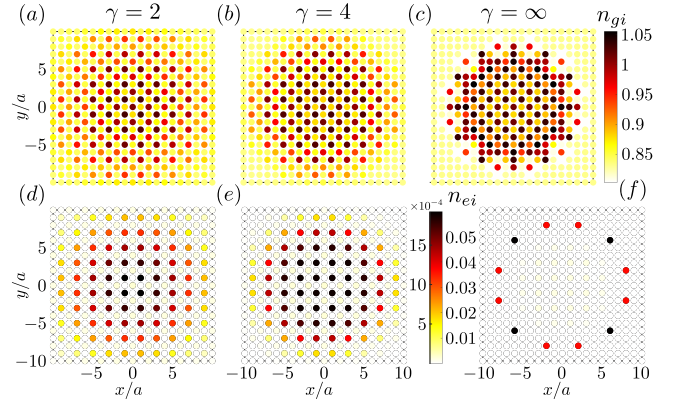 (a) γ = 2 (b) γ = 4 (c) γ = ∞ n_{gi}
5 0 −5
y/a
1.05
1
0.95
0.9
0.85
(d) (e) ×10⁻⁴ n_{ei} (f)
5 0 −5 −10
y/a
15
10
5
0.05
0.04
0.03
0.02
0.01
−5 0 5 −10 −5 0 5 10 −5 0 5 10
x/a x/a x/a